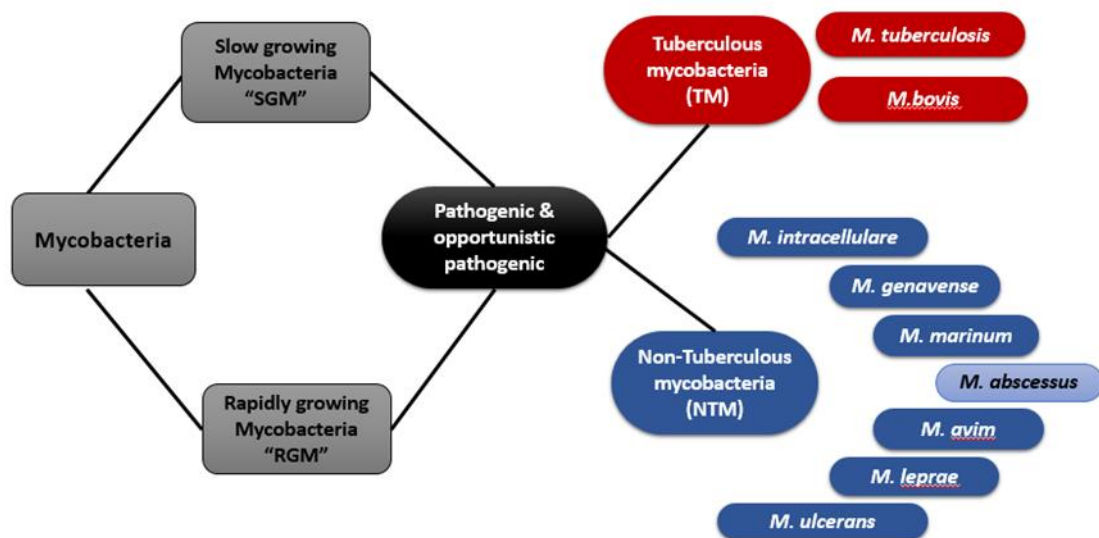 Slow growing
Mycobacteria
“SGM”
Mycobacteria
Rapidly growing
Mycobacteria
“RGM”
Pathogenic &
opportunistic
pathogenic
Tuberculous
mycobacteria
(TM)
M. tuberculosis
M.bovis
Non-Tuberculous
mycobacteria
(NTM)
M. intracellulare
M. genavense
M. marinum
M. abscessus
M. avim
M. leprae
M. ulcerans